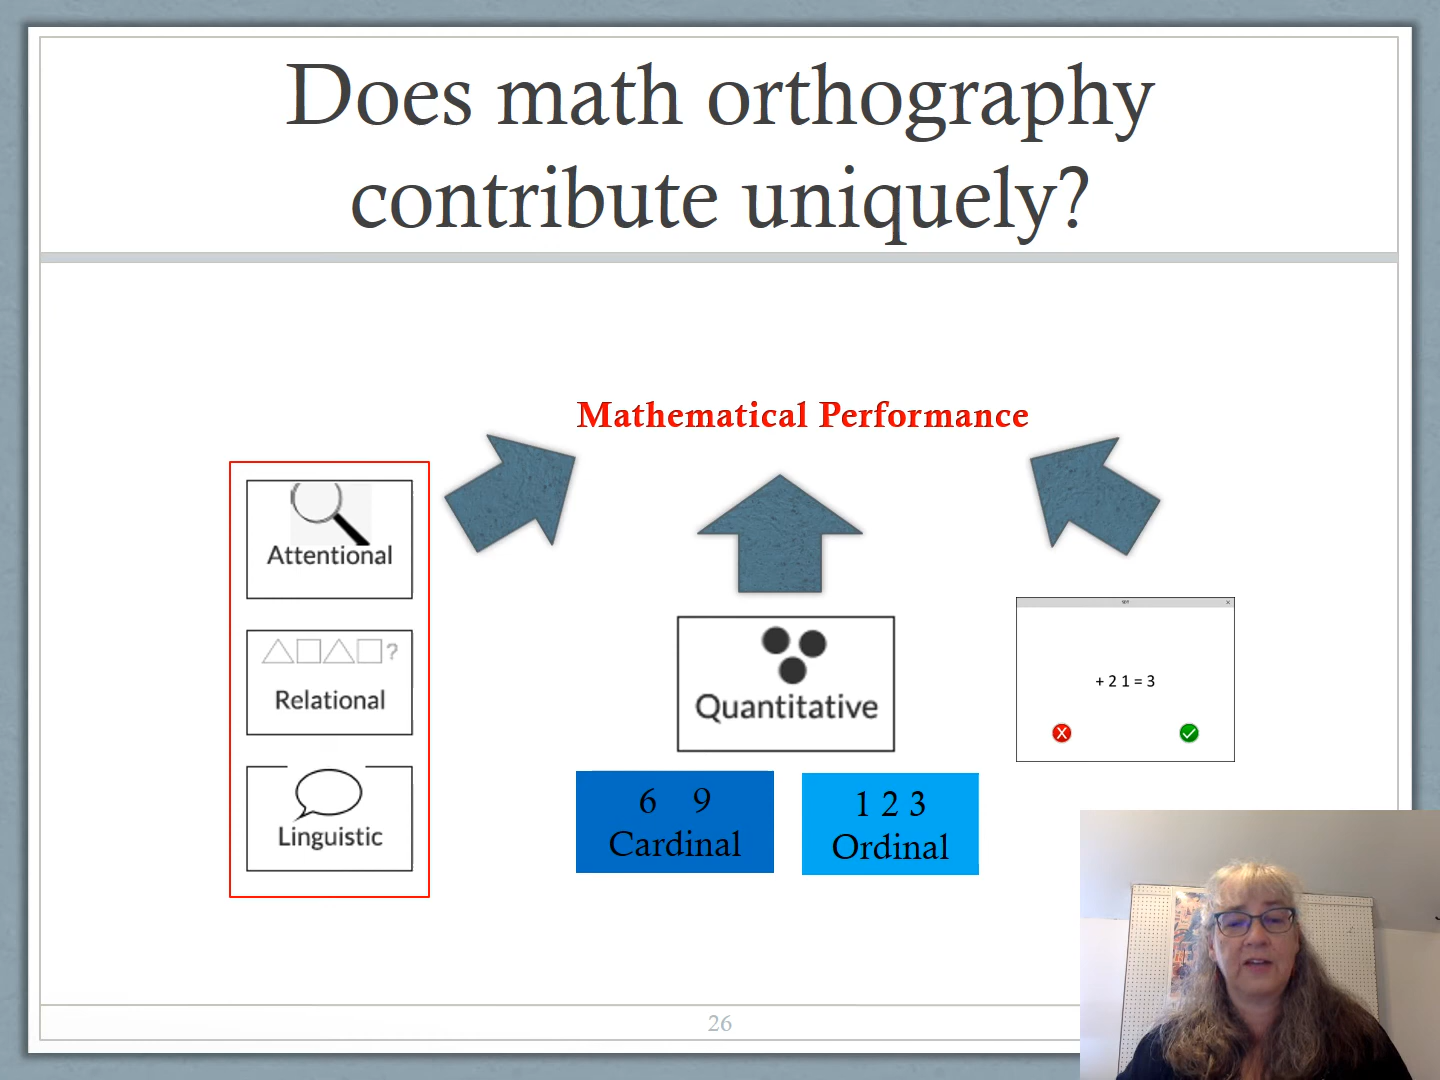 Does math orthography
contribute uniquely?
Mathematical Performance
Attentional
?
Relational
Linguistic
Quantitative
6 9
Cardinal
1 2 3
Ordinal
+ 2 1 = 3
X
26